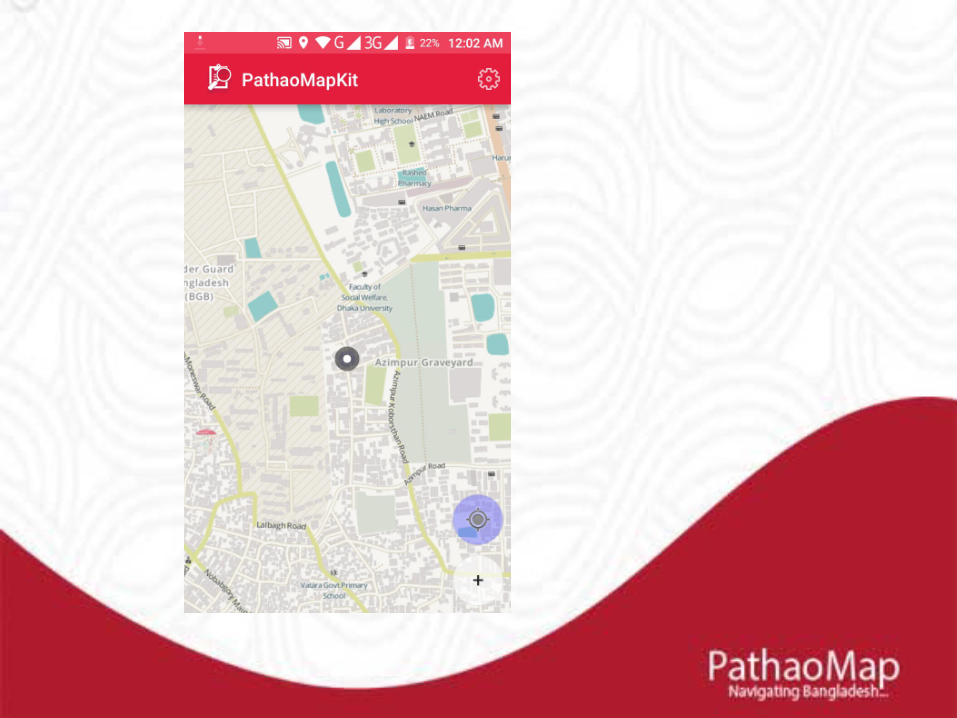 G 3G 22% 12:02 AM
PathaoMapKit
Laboratory
High School
NAEM Road
Harun
Rashed
Pharmacy
Hasan Pharma
der Guard
ngladesh
(BGB)
Faculty of
Social Welfare,
Dhaka University
Azimpur Graveyard
Moneswar Road
Azimpur Koborsthan Road
Azimpur Road
Lalbagh Road
Vatara Govt Primary
School
+
PathaoMap
Navigating Bangladesh...